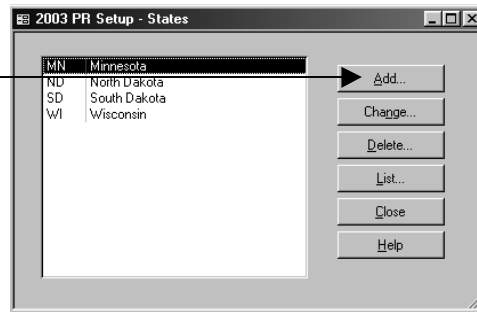 2003 PR Setup - States
MN Minnesota
ND North Dakota
SD South Dakota
WI Wisconsin
Add...
Change...
Delete...
List...
Close
Help